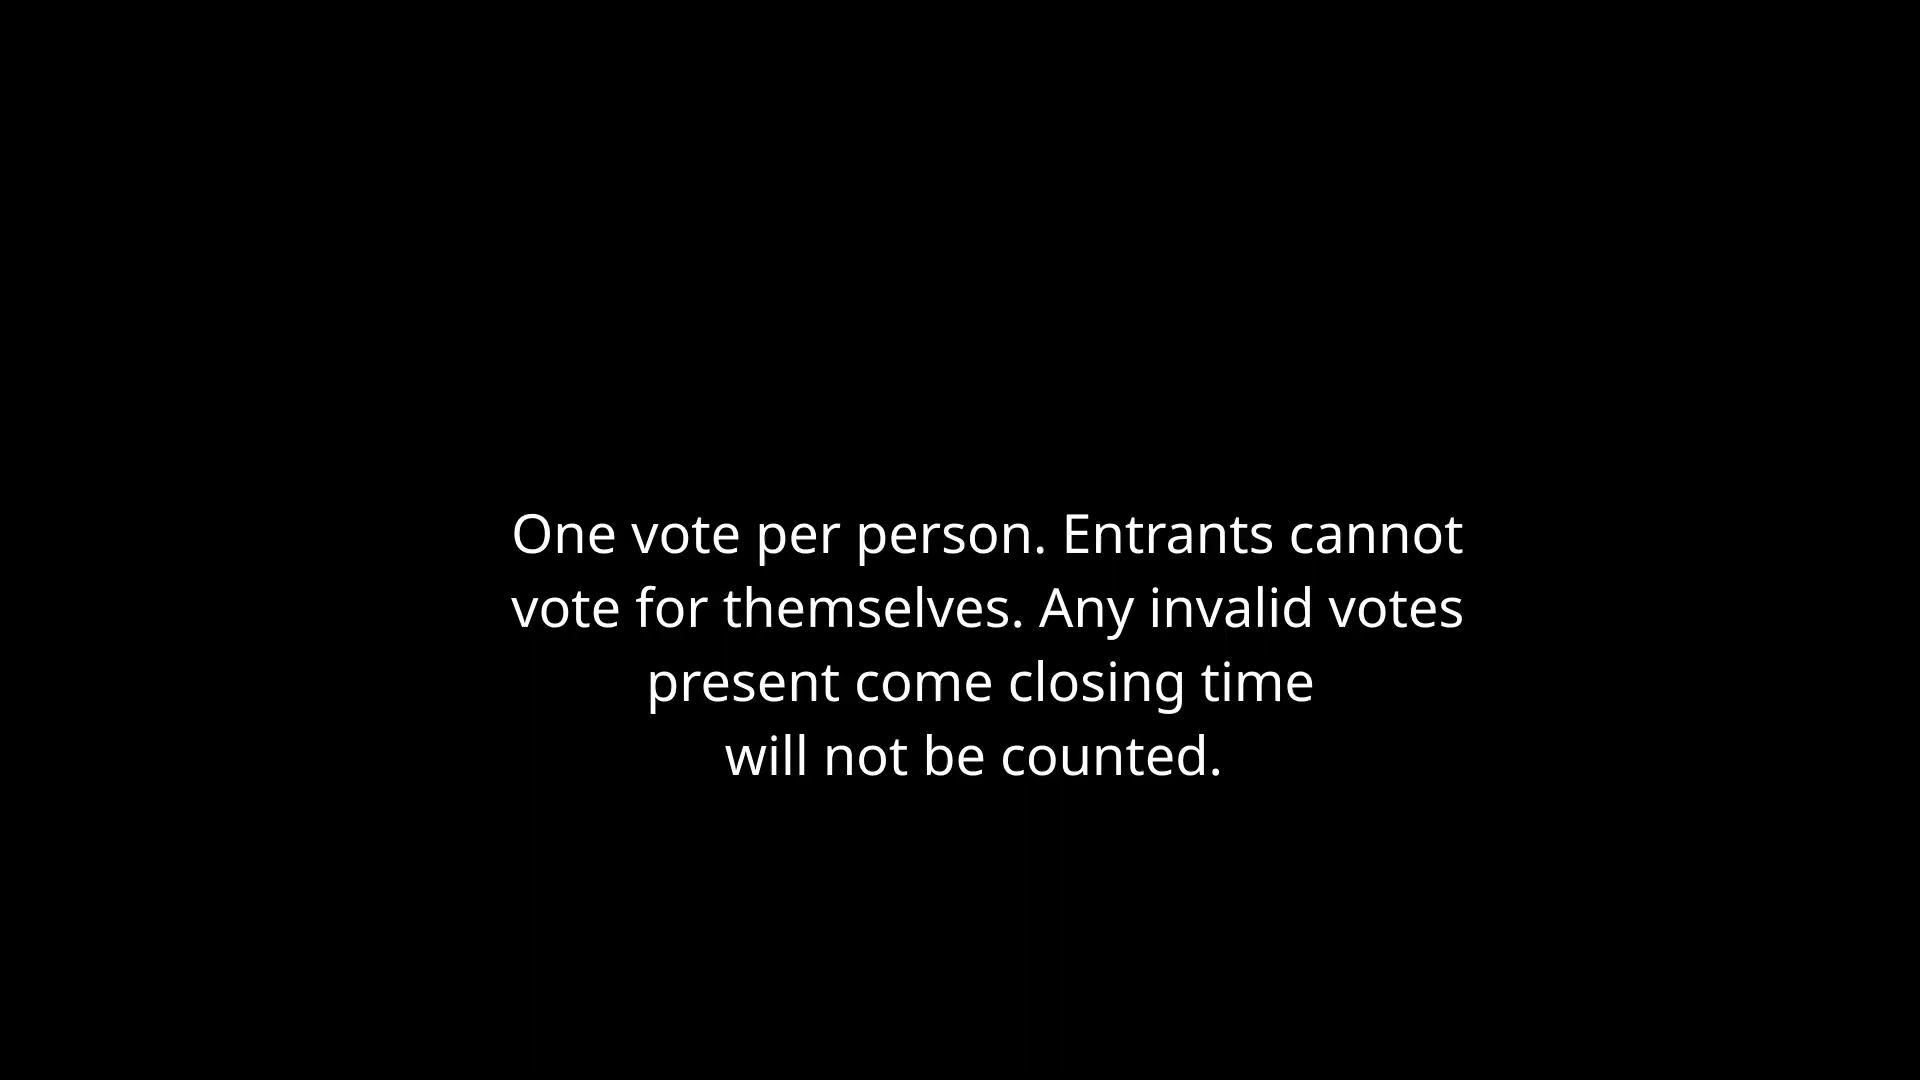 One vote per person. Entrants cannot
vote for themselves. Any invalid votes
present come closing time
will not be counted.